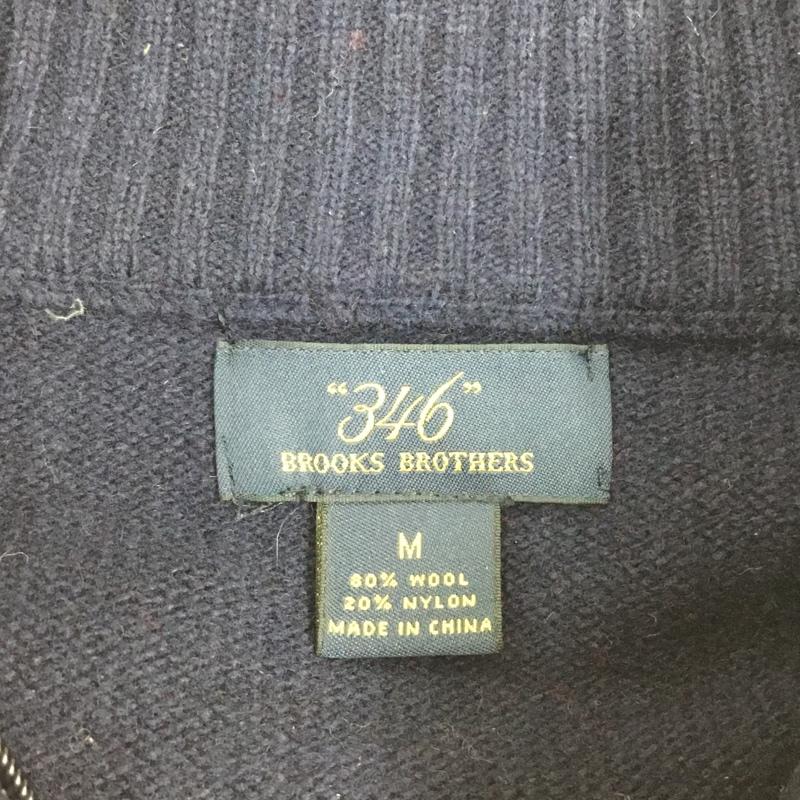 “346”
BROOKS BROTHERS
M
80% WOOL
20% NYLON
MADE IN CHINA